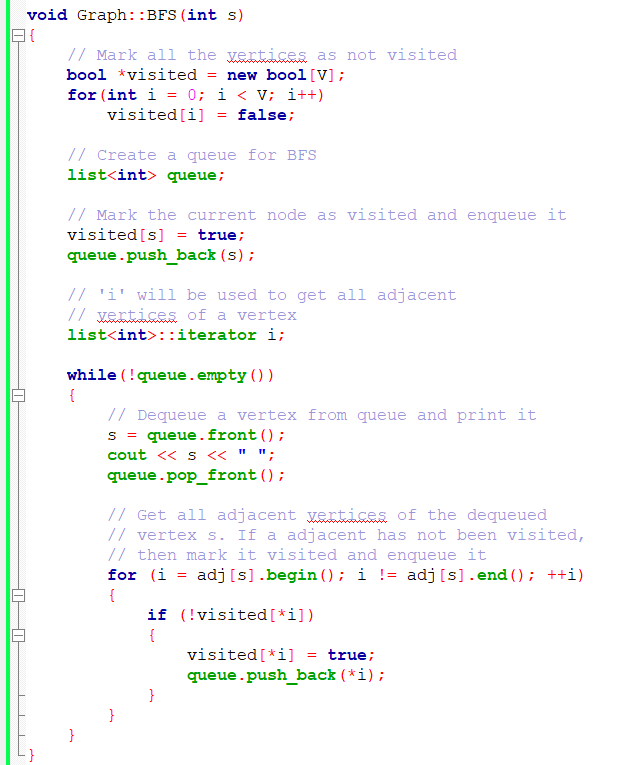 void Graph::BFS(int s)
{
    // Mark all the vertices as not visited
    bool *visited = new bool[V];
    for(int i = 0; i < V; i++)
        visited[i] = false;

    // Create a queue for BFS
    list<int> queue;

    // Mark the current node as visited and enqueue it
    visited[s] = true;
    queue.push_back(s);

    // 'i' will be used to get all adjacent
    // vertices of a vertex
    list<int>::iterator i;

    while(!queue.empty())
    {
        // Dequeue a vertex from queue and print it
        s = queue.front();
        cout << s << " ";
        queue.pop_front();

        // Get all adjacent vertices of the dequeued
        // vertex s. If a adjacent has not been visited,
        // then mark it visited and enqueue it
        for (i = adj[s].begin(); i != adj[s].end(); ++i)
        {
            if (!visited[*i])
            {
                visited[*i] = true;
                queue.push_back(*i);
            }
        }
    }
}